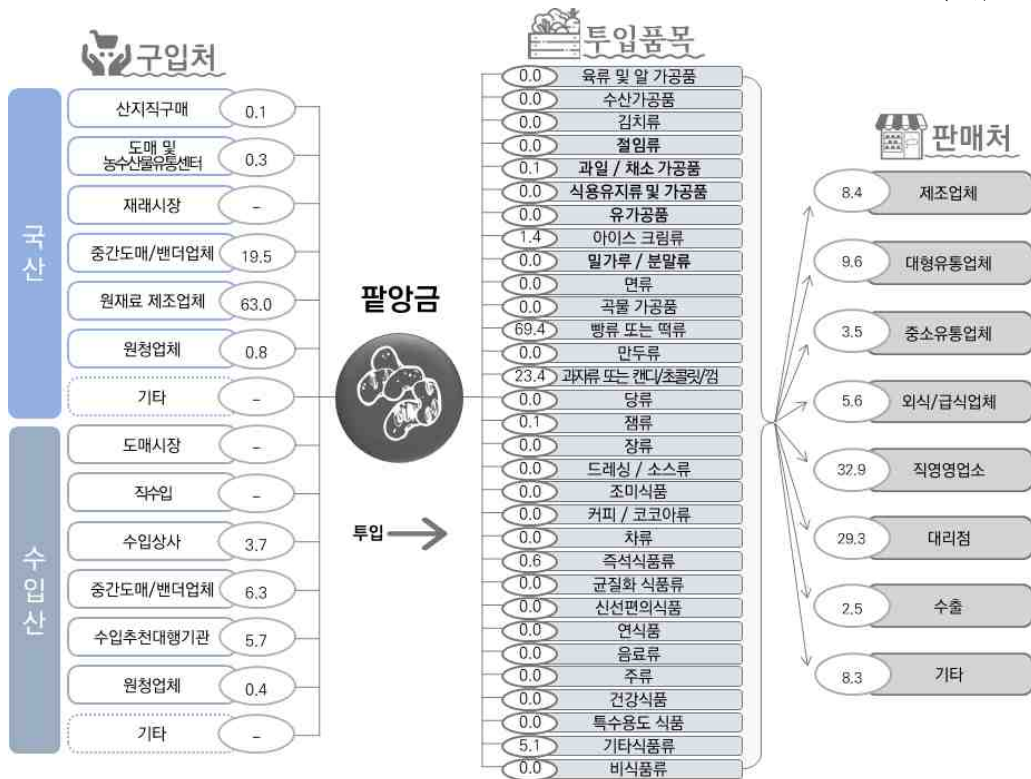 구입처
국산
산지직구매 0.1
도매 및
농수산물유통센터 0.3
재래시장 –
중간도매/밴더업체 19.5
원재료 제조업체 63.0
원청업체 0.8
기타 –
수입산
도매시장 –
직수입 –
수입상사 3.7
중간도매/밴더업체 6.3
수입추천대행기관 5.7
원청업체 0.4
기타 –
팥앙금
투입
투입품목
0.0 육류 및 알 가공품
0.0 수산가공품
0.0 김치류
0.0 절임류
0.1 과일 / 채소 가공품
0.0 식용유지류 및 가공품
0.0 유가공품
1.4 아이스 크림류
0.0 밀가루 / 분말류
0.0 면류
0.0 곡물 가공품
69.4 빵류 또는 떡류
0.0 만두류
23.4 과자류 또는 캔디/초콜릿/껌
0.0 당류
0.1 잼류
0.0 장류
0.0 드레싱 / 소스류
0.0 조미식품
0.0 커피 / 코코아류
0.0 차류
0.6 즉석식품류
0.0 균질화 식품류
0.0 신선편의식품
0.0 연식품
0.0 음료류
0.0 주류
0.0 건강식품
0.0 특수용도 식품
5.1 기타식품류
0.0 비식품류
판매처
8.4 제조업체
9.6 대형유통업체
3.5 중소유통업체
5.6 외식/급식업체
32.9 직영영업소
29.3 대리점
2.5 수출
8.3 기타